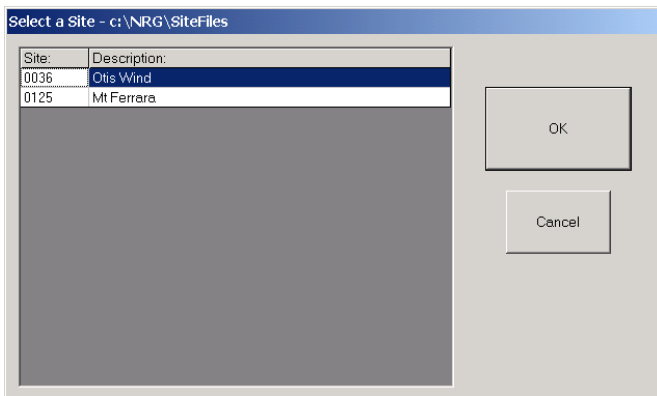 Select a Site - c:\NRG\SiteFiles
Site: Description:
0036 Otis Wind
0125 Mt Ferrara
OK
Cancel